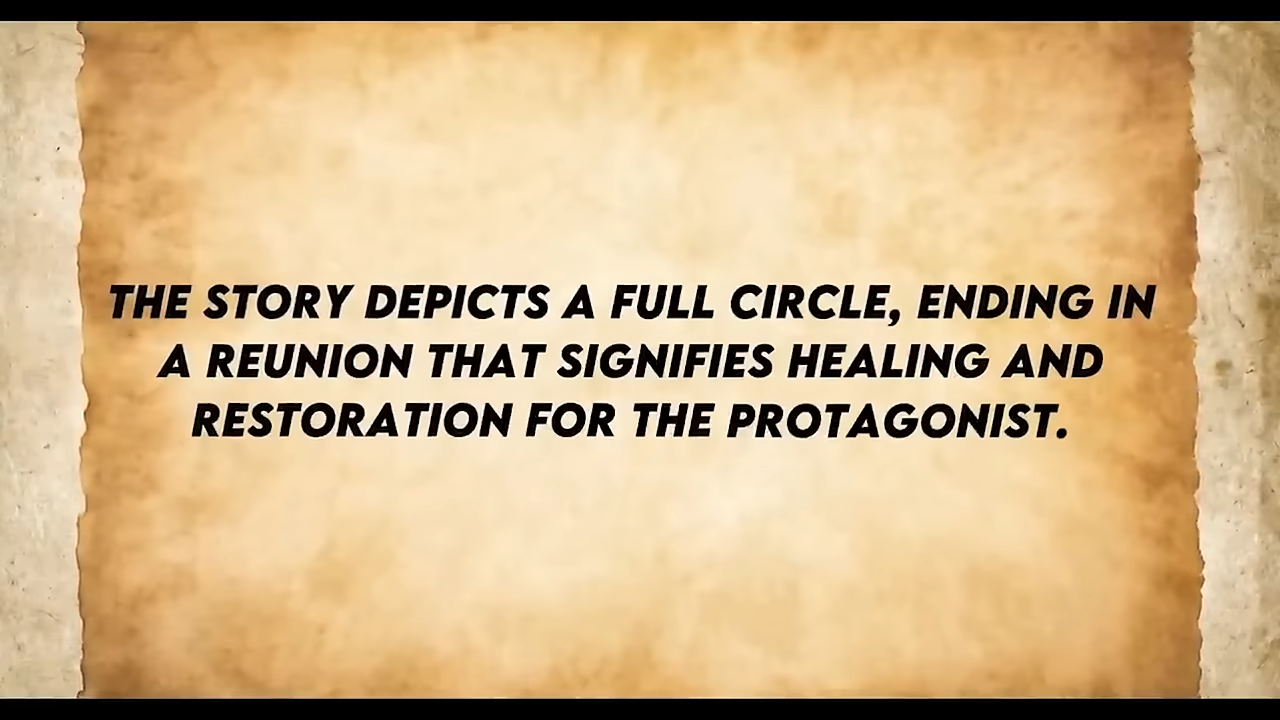 THE STORY DEPICTS A FULL CIRCLE, ENDING IN
A REUNION THAT SIGNIFIES HEALING AND
RESTORATION FOR THE PROTAGONIST.